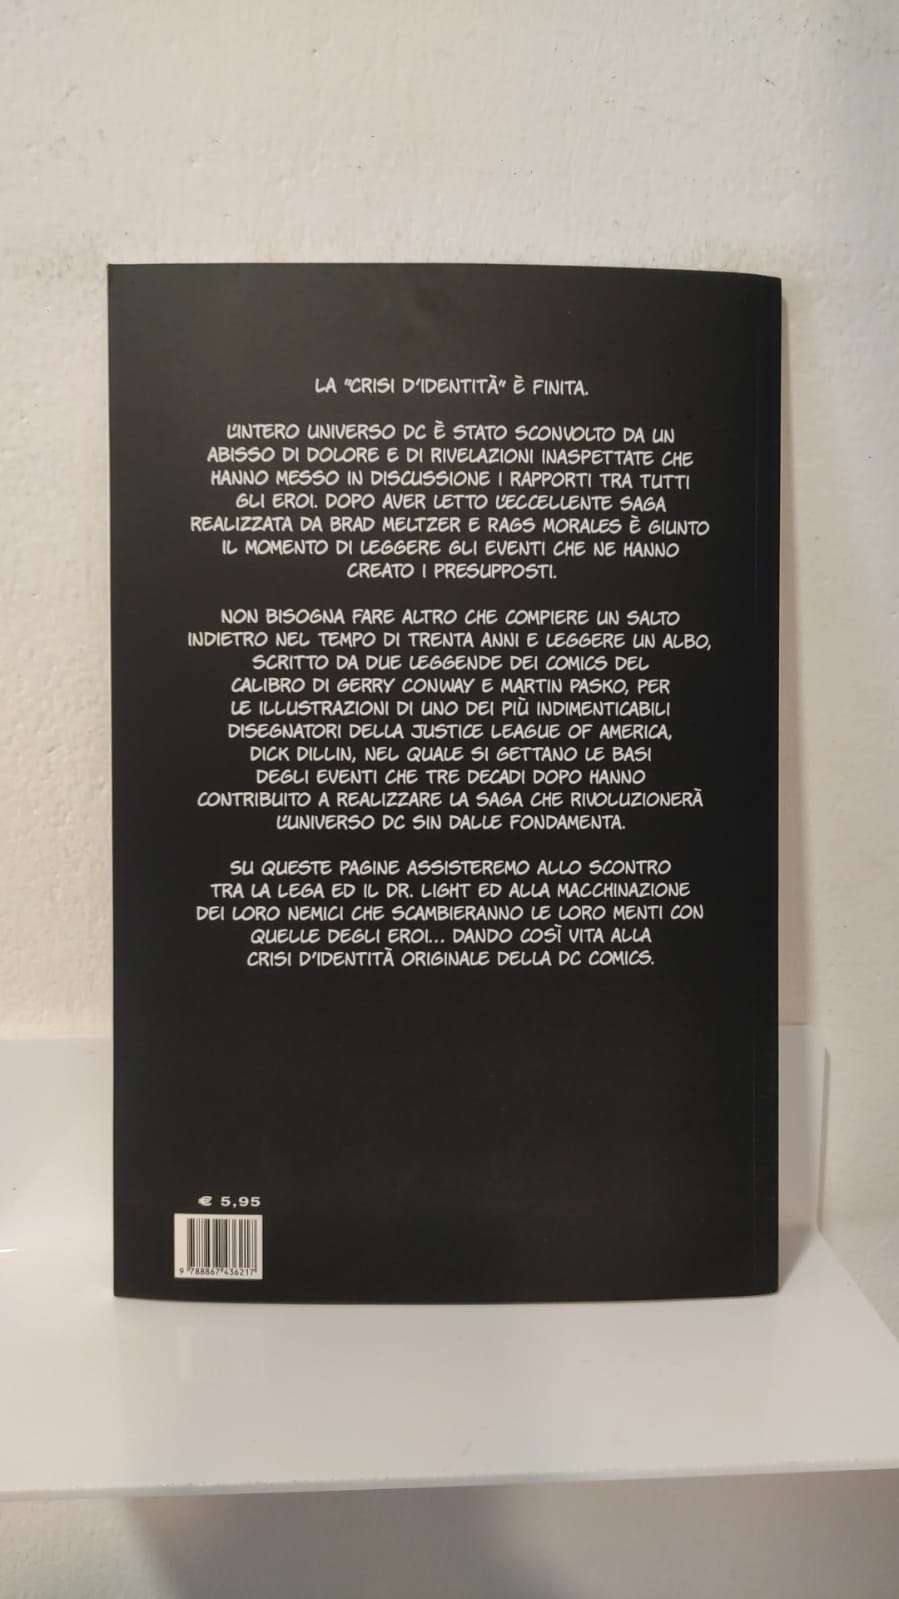 LA "CRISI D'IDENTITÀ" È FINITA.
L'INTERO UNIVERSO DC È STATO SCONVOLTO DA UN
ABISSO DI DOLORE E DI RIVELAZIONI INASPETTATE CHE
HANNO MESSO IN DISCUSSIONE I RAPPORTI TRA TUTTI
GLI EROI. DOPO AVER LETTO L'ECCELLENTE SAGA
REALIZZATA DA BRAD MELTZER E RAGS MORALES È GIUNTO
IL MOMENTO DI LEGGERE GLI EVENTI CHE NE HANNO
CREATO I PRESUPPOSTI.
NON BISOGNA FARE ALTRO CHE COMPIERE UN SALTO
INDIETRO NEL TEMPO DI TRENTA ANNI E LEGGERE UN ALBO,
SCRITTO DA DUE LEGGENDE DEI COMICS DEL
CALIBRO DI GERRY CONWAY E MARTIN PASKO, PER
LE ILLUSTRAZIONI DI UNO DEI PIÙ INDIMENTICABILI
DISEGNATORI DELLA JUSTICE LEAGUE OF AMERICA,
DICK DILLIN, NEL QUALE SI GETTANO LE BASI
DEGLI EVENTI CHE TRE DECADI DOPO HANNO
CONTRIBUITO A REALIZZARE LA SAGA CHE RIVOLUZIONERÀ
L'UNIVERSO DC SIN DALLE FONDAMENTA.
SU QUESTE PAGINE ASSISTEREMO ALLO SCONTRO
TRA LA LEGA ED IL DR. LIGHT ED ALLA MACCHINAZIONE
DEI LORO NEMICI CHE SCAMBIERANNO LE LORO MENTI CON
QUELLE DEGLI EROI... DANDO COSÌ VITA ALLA
CRISI D'IDENTITÀ ORIGINALE DELLA DC COMICS.
€ 5,95
9 788867 436217